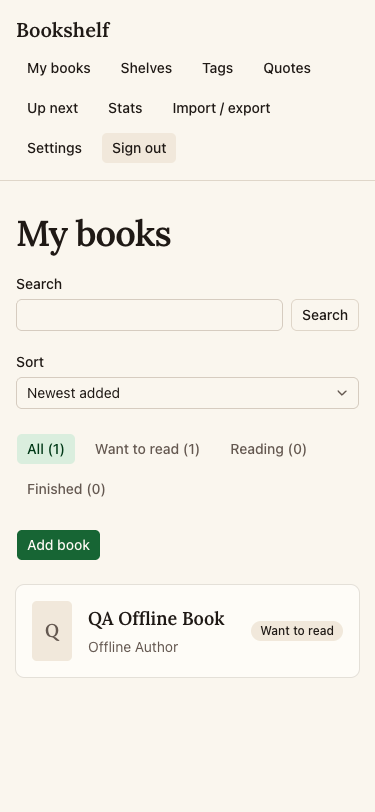 Bookshelf
My books Shelves Tags Quotes
Up next Stats Import / export
Settings Sign out
My books
Search
Search
Sort
Newest added
All (1) Want to read (1) Reading (0)
Finished (0)
Add book
Q
QA Offline Book
Offline Author
Want to read